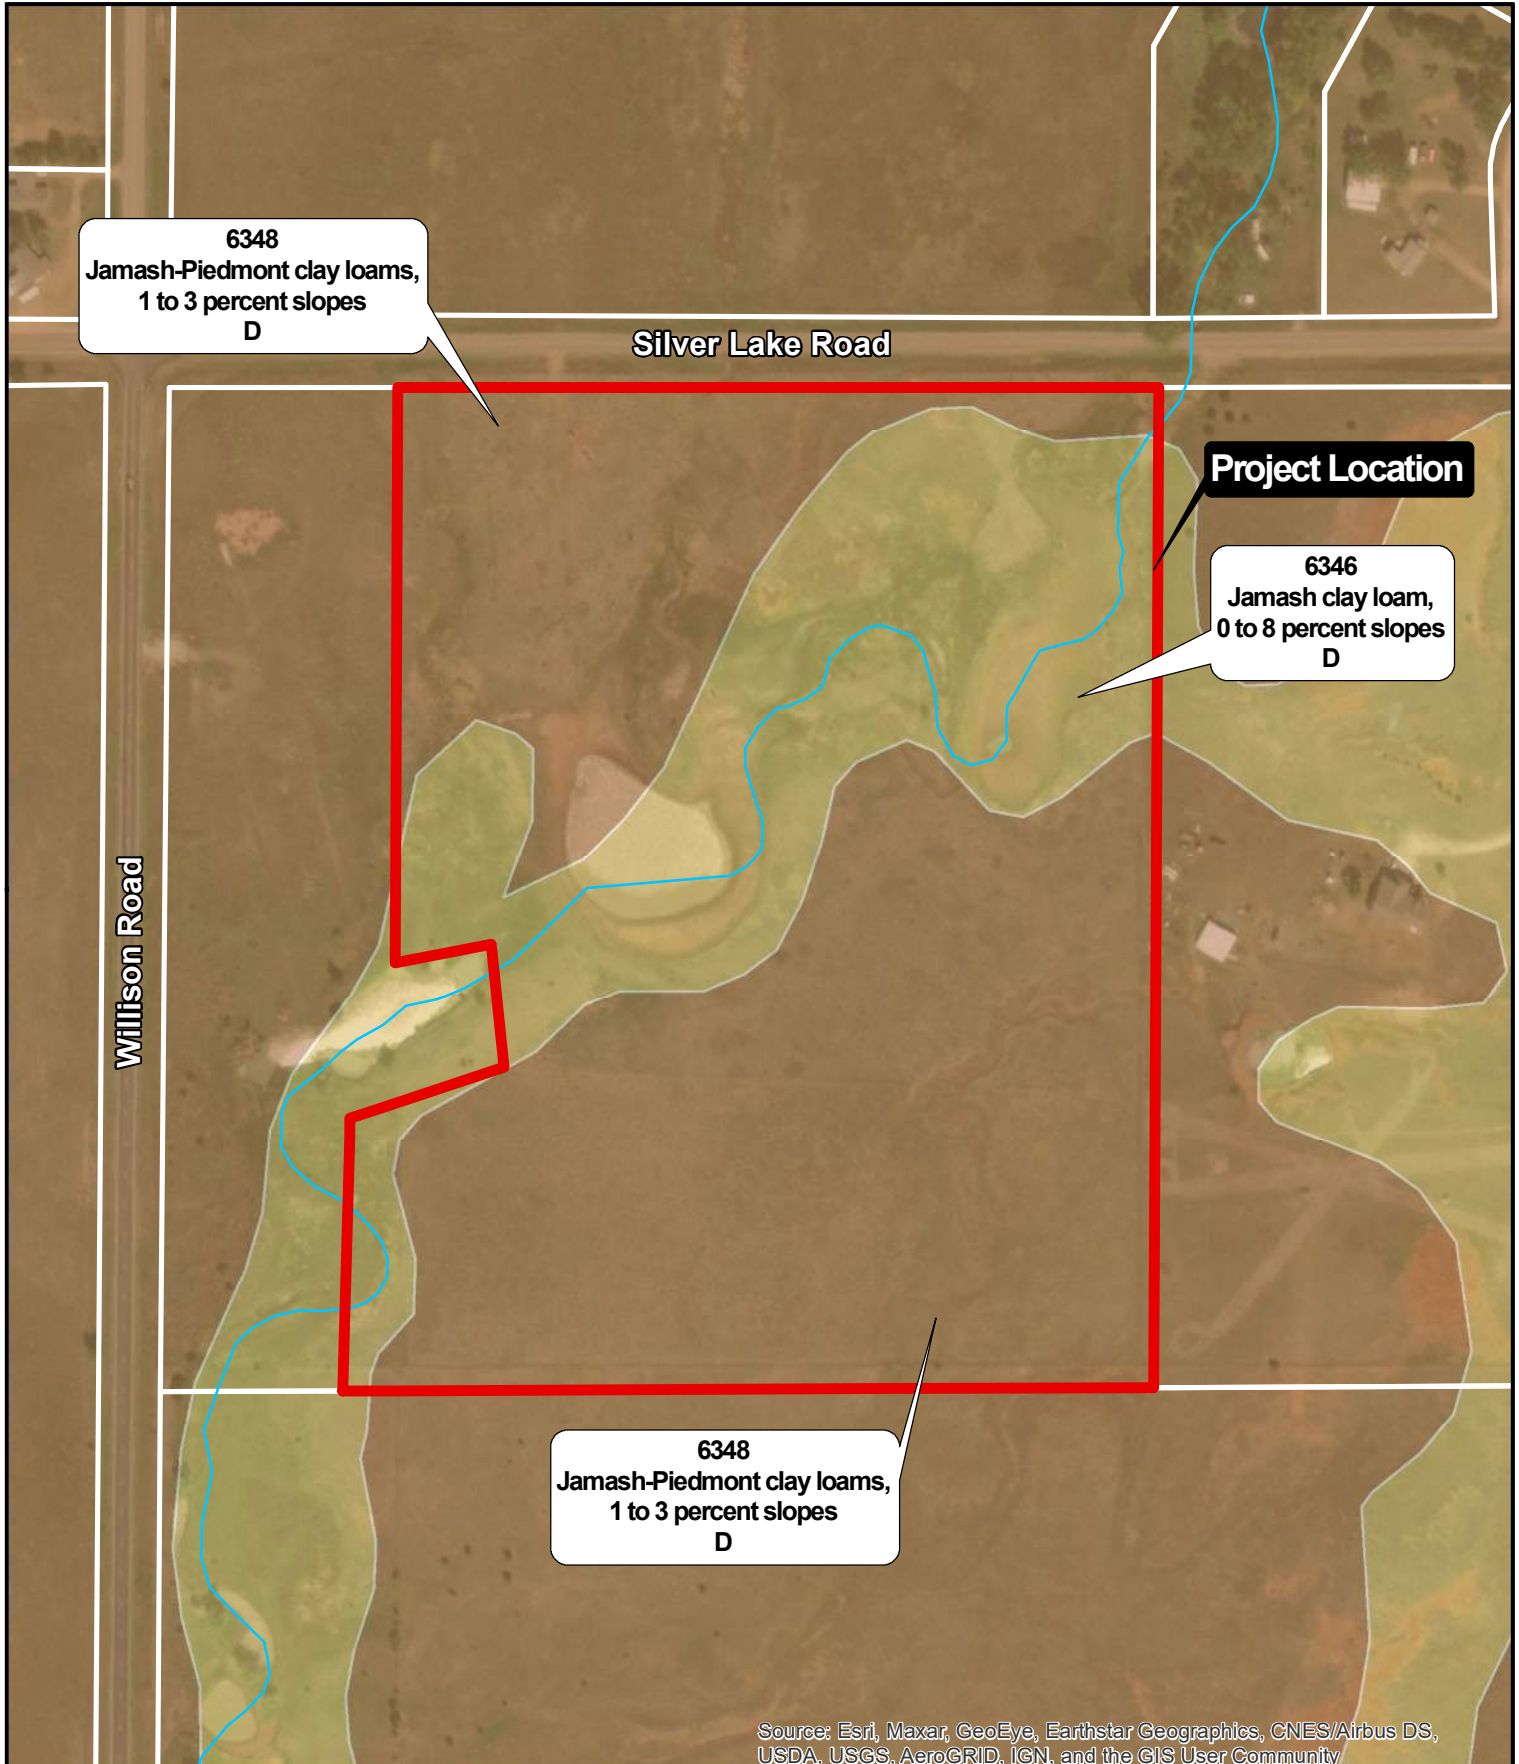 6348
Jamash-Piedmont clay loams,
1 to 3 percent slopes
D
Silver Lake Road
Project Location
6346
Jamash clay loam,
0 to 8 percent slopes
D
Willison Road
6348
Jamash-Piedmont clay loams,
1 to 3 percent slopes
D
Source: Esri, Maxar, GeoEye, Earthstar Geographics, CNES/Airbus DS,
USDA, USGS, AeroGRID, IGN, and the GIS User Community